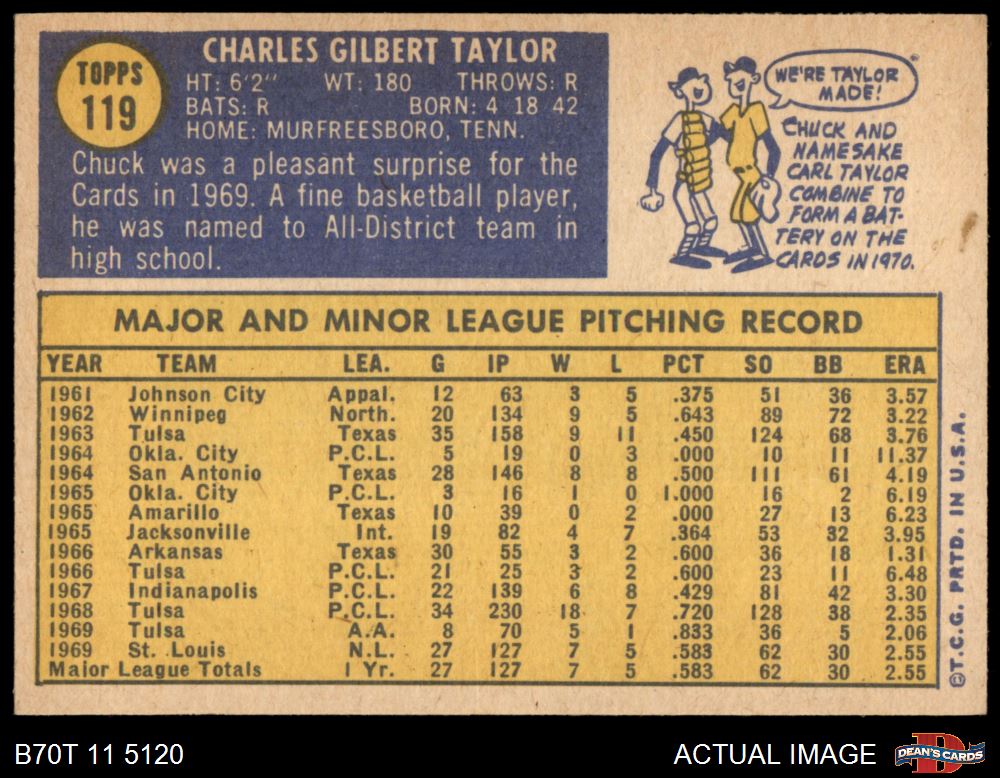 TOPPS
119
CHARLES GILBERT TAYLOR
HT: 6'2" WT: 180 THROWS: R
BATS: R BORN: 4 18 42
HOME: MURFREESBORO, TENN.
Chuck was a pleasant surprise for the
Cards in 1969. A fine basketball player,
he was named to All-District team in
high school.
WE'RE TAYLOR
MADE!
CHUCK AND
NAMESAKE
CARL TAYLOR
COMBINE TO
FORM A BAT-
TERY ON THE
CARDS IN 1970.
MAJOR AND MINOR LEAGUE PITCHING RECORD
YEAR TEAM LEA. G IP W L PCT SO BB ERA
1961 Johnson City Appal. 12 63 3 5 .375 51 36 3.57
1962 Winnipeg North. 20 134 9 5 .643 89 72 3.22
1963 Tulsa Texas 35 158 9 11 .450 124 68 3.76
1964 Okla. City P.C.L. 5 19 0 3 .000 10 11 11.37
1964 San Antonio Texas 28 146 8 8 .500 111 61 4.19
1965 Okla. City P.C.L. 3 16 1 0 1.000 16 2 6.19
1965 Amarillo Texas 10 39 0 2 .000 27 13 6.23
1965 Jacksonville Int. 19 82 4 7 .364 53 32 3.95
1966 Arkansas Texas 30 55 3 2 .600 36 18 1.31
1966 Tulsa P.C.L. 21 25 3 2 .600 23 11 6.48
1967 Indianapolis P.C.L. 22 139 6 8 .429 81 42 3.30
1968 Tulsa P.C.L. 34 230 18 7 .720 128 38 2.35
1969 Tulsa A.A. 8 70 5 1 .833 36 5 2.06
1969 St. Louis N.L. 27 127 7 5 .583 62 30 2.55
Major League Totals 1 Yr. 27 127 7 5 .583 62 30 2.55
©T.C.G. PRTD. IN U.S.A.
B70T 11 5120
ACTUAL IMAGE
DEAN'S CARDS